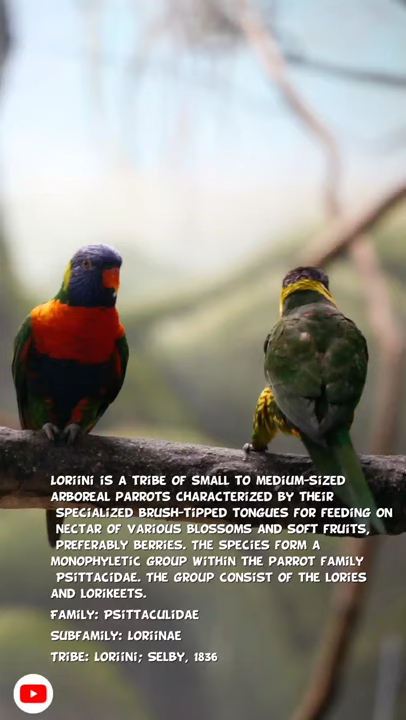 Loriini is a tribe of small to medium-sized
arboreal parrots characterized by their
specialized brush-tipped tongues for feeding on
nectar of various blossoms and soft fruits,
preferably berries. The species form a
monophyletic group within the parrot family
Psittacidae. The group consist of the lories
and lorikeets.
Family: Psittaculidae
Subfamily: Loriinae
Tribe: Loriini; Selby, 1836